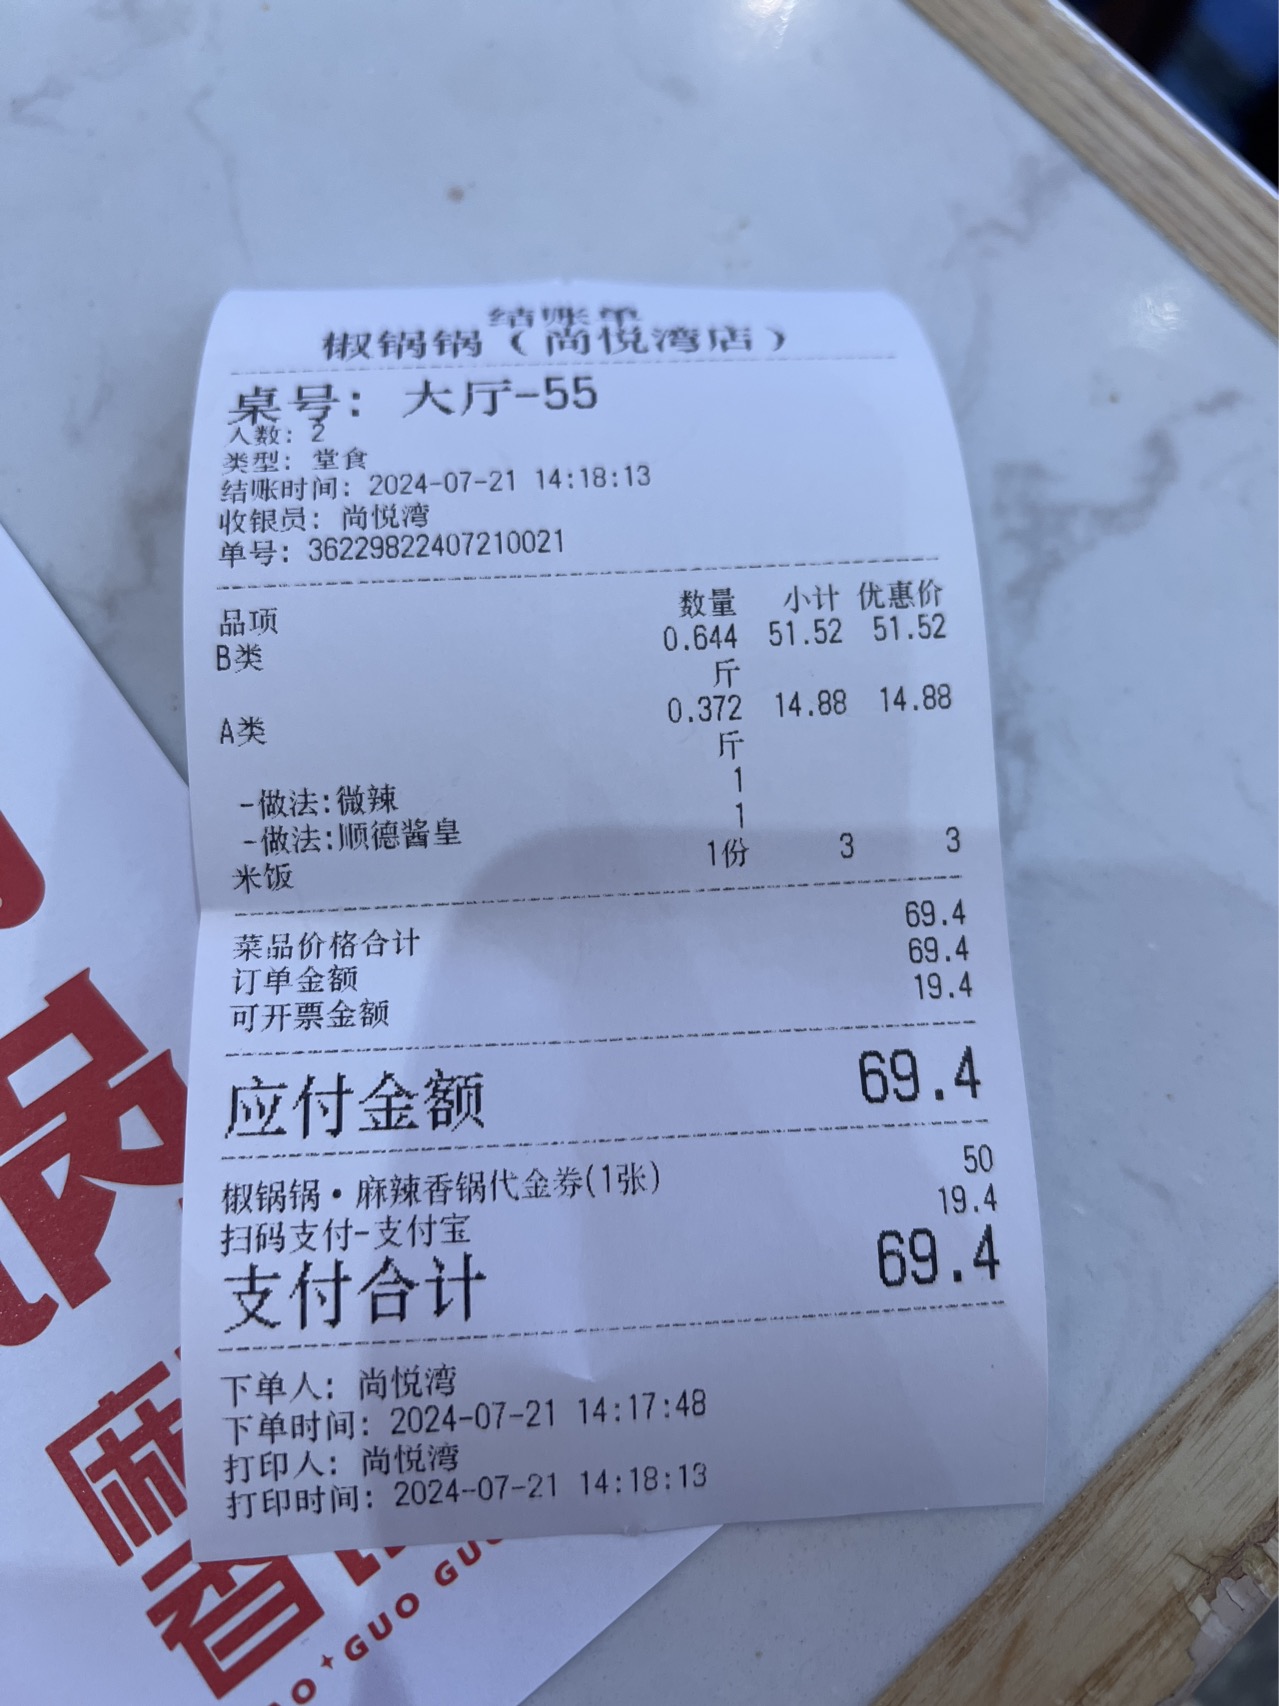 结账单
椒锅锅（尚悦湾店）
桌号： 大厅-55
人数： 2
类型： 堂食
结账时间： 2024-07-21 14:18:13
收银员： 尚悦湾
单号： 362298822407210021
品项 数量 小计 优惠价
B类 0.644 51.52 51.52
斤
A类 0.372 14.88 14.88
斤
-做法:微辣 1
-做法:顺德酱皇 1
米饭 1份 3 3
菜品价格合计 69.4
订单金额 69.4
可开票金额 19.4
应付金额 69.4
椒锅锅·麻辣香锅代金券(1张) 50
扫码支付-支付宝 19.4
支付合计 69.4
下单人： 尚悦湾
下单时间： 2024-07-21 14:17:48
打印人： 尚悦湾
打印时间： 2024-07-21 14:18:13
麻
香
GUO